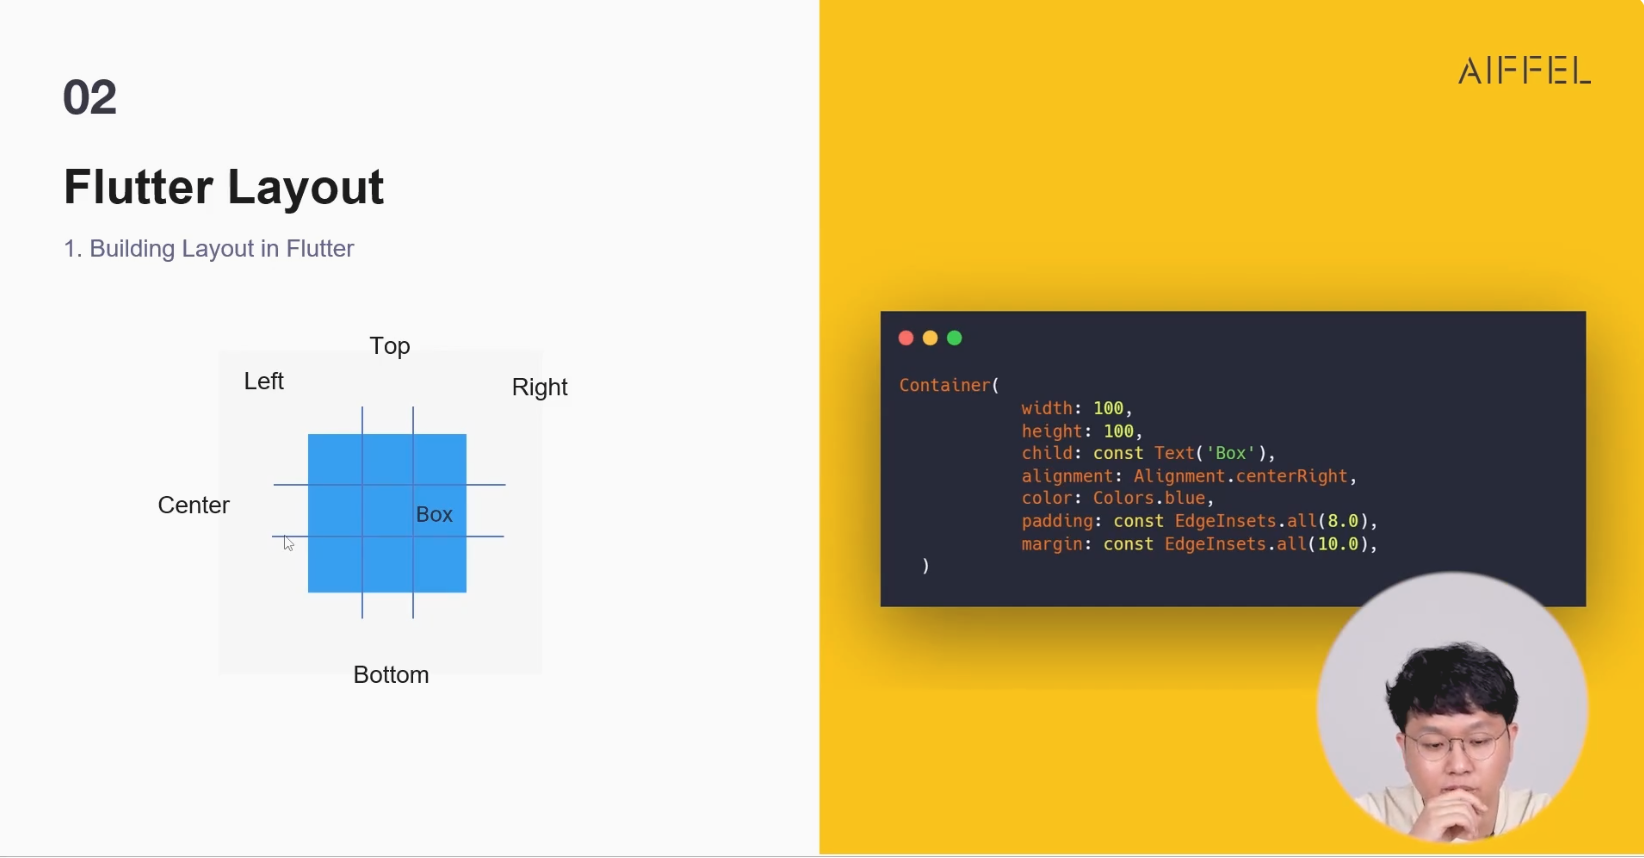 02
AIFFEL
Flutter Layout
1. Building Layout in Flutter
Top
Left
Right
Center
Box
Bottom
Container(
width: 100,
height: 100,
child: const Text('Box'),
alignment: Alignment.centerRight,
color: Colors.blue,
padding: const EdgeInsets.all(8.0),
margin: const EdgeInsets.all(10.0),
)